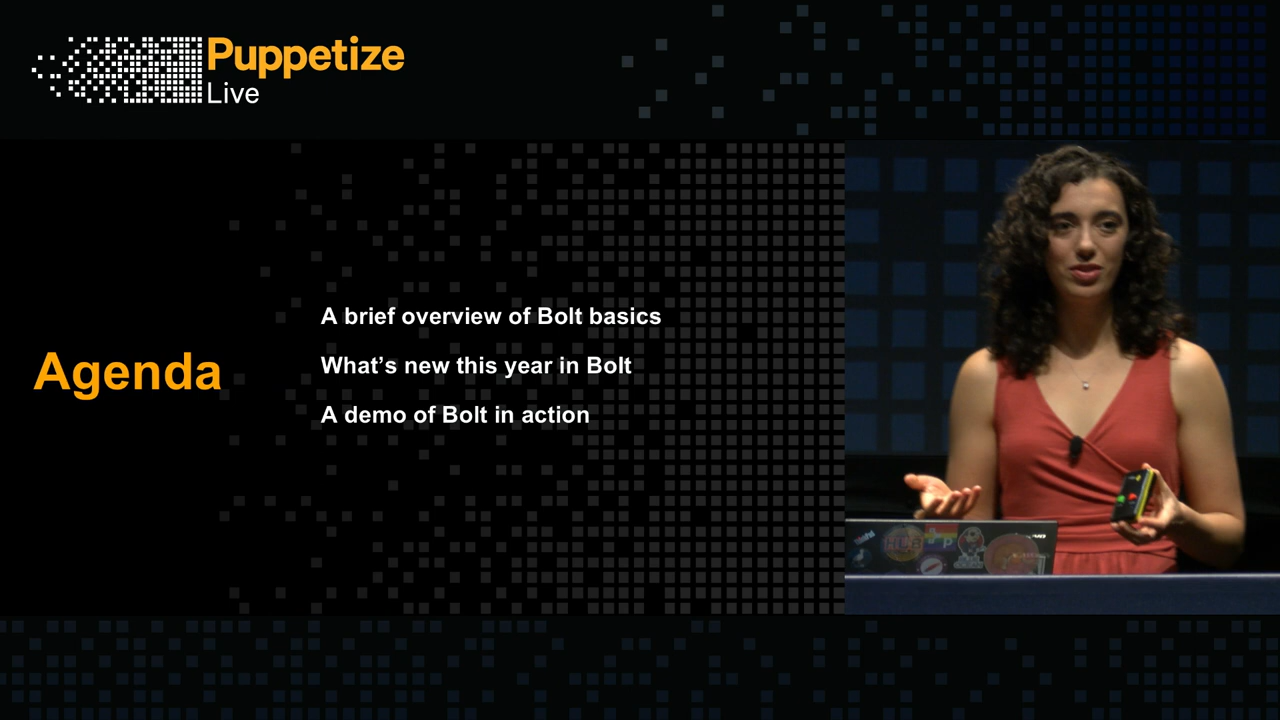 Puppetize
Live
Agenda
A brief overview of Bolt basics
What’s new this year in Bolt
A demo of Bolt in action